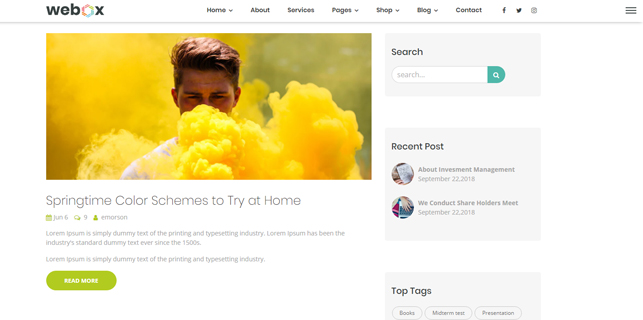 webox
Home About Services Pages Shop Blog Contact
Springtime Color Schemes to Try at Home
Jun 6 9 emorson
Lorem Ipsum is simply dummy text of the printing and typesetting industry. Lorem Ipsum has been the
industry's standard dummy text ever since the 1500s.
Lorem Ipsum is simply dummy text of the printing and typesetting industry.
READ MORE
Search
search...
Recent Post
About Invesment Management
September 22,2018
We Conduct Share Holders Meet
September 22,2018
Top Tags
Books Midterm test Presentation